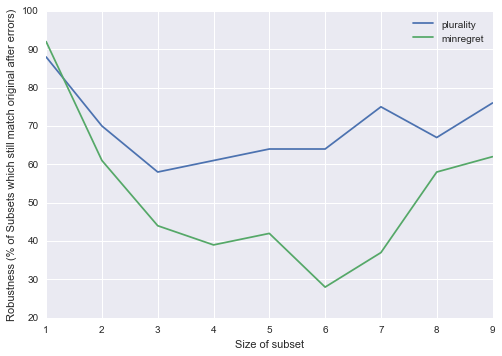 100
90
80
70
60
50
40
30
20
Robustness (% of Subsets which still match original after errors)
plurality
minregret
1 2 3 4 5 6 7 8 9
Size of subset